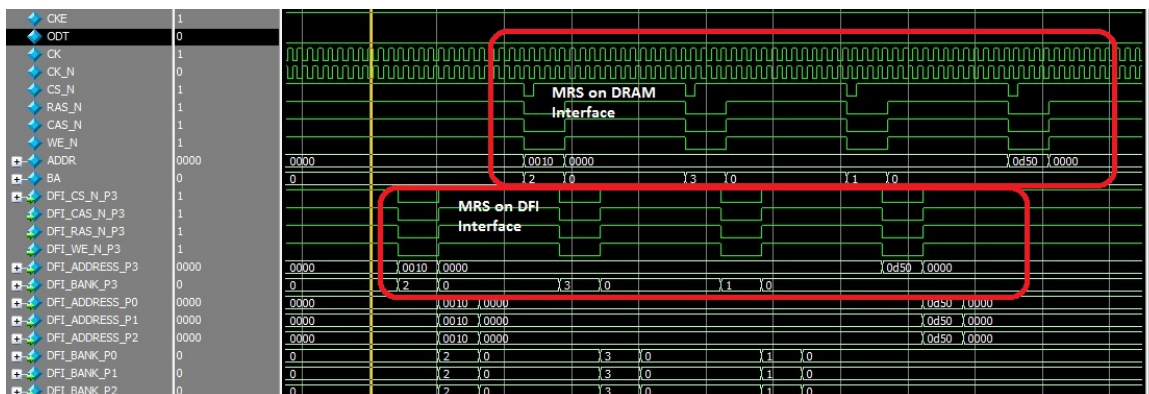 CKE 1
ODT 0
CK 1
CK_N 0
CS_N 1
RAS_N 1
CAS_N 1
WE_N 1
ADDR 0000 0000 0010 0000 0d50 0000
BA 0 0 2 0 3 0 1 0
DFI_CS_N_P3 1
DFI_CAS_N_P3 1
DFI_RAS_N_P3 1
DFI_WE_N_P3 1
DFI_ADDRESS_P3 0000 0000 0010 0000 0d50 0000
DFI_BANK_P3 0 0 2 0 3 0 1 0
DFI_ADDRESS_P0 0000 0000 0010 0000 0d50 0000
DFI_ADDRESS_P1 0000 0000 0010 0000 0d50 0000
DFI_ADDRESS_P2 0000 0000 0010 0000 0d50 0000
DFI_BANK_P0 0 0 2 0 3 0 1 0
DFI_BANK_P1 0 0 2 0 3 0 1 0
DFI_BANK_P2 0 0 2 0 3 0 1 0
MRS on DRAM
Interface
MRS on DFI
Interface